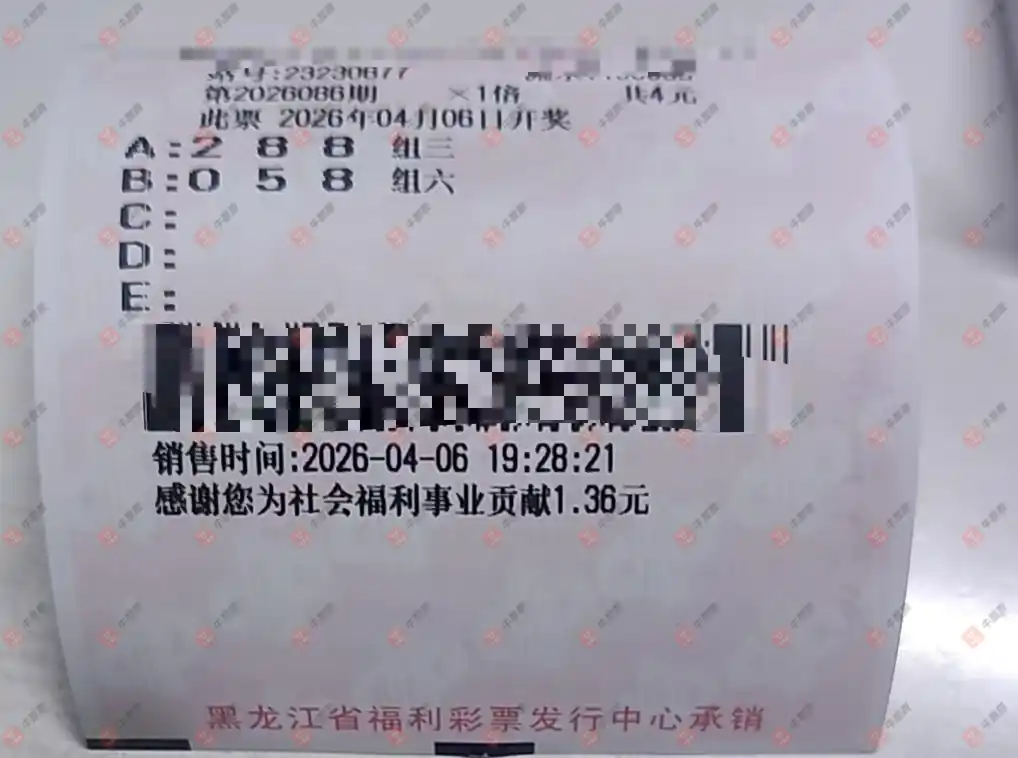 站号:23230877
第2026086期 ×1倍 共4元
此票 2026年04月06日开奖
A:2 8 8 组三
B:0 5 8 组六
C:
D:
E:
销售时间:2026-04-06 19:28:21
感谢您为社会福利事业贡献1.36元
黑龙江省福利彩票发行中心承销